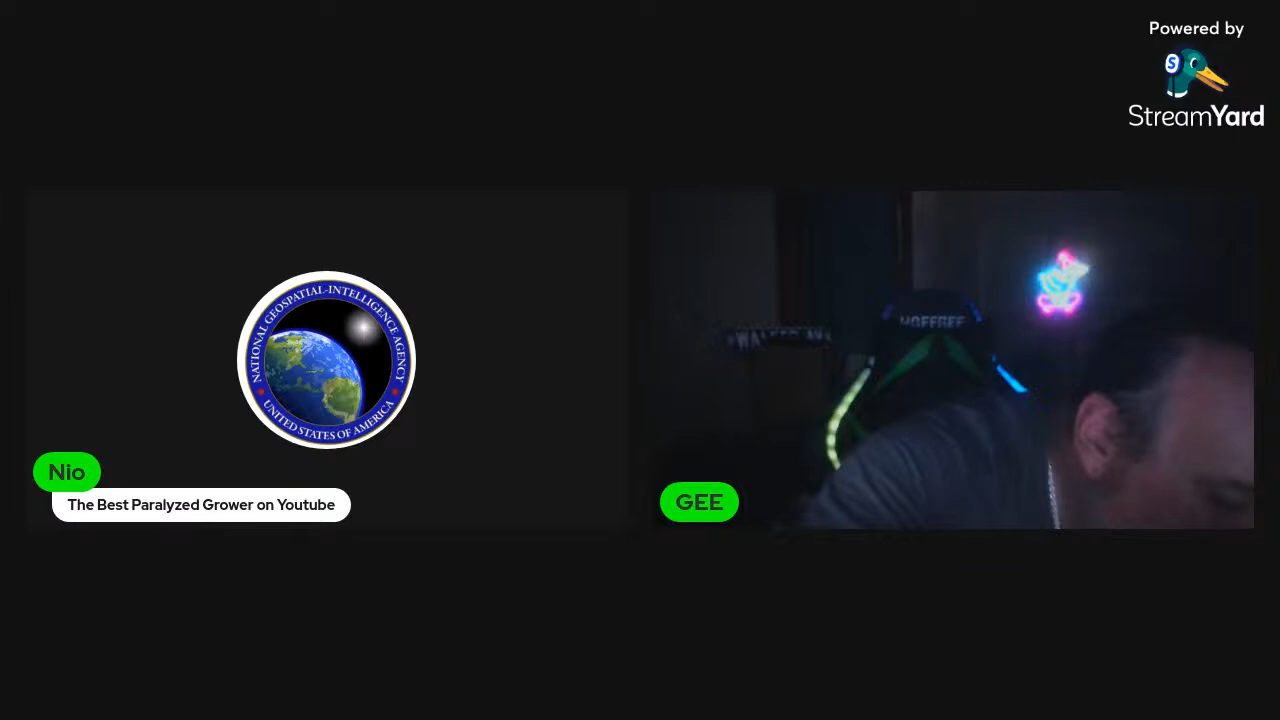 Powered by
S
StreamYard
NATIONAL GEOSPATIAL-INTELLIGENCE AGENCY
UNITED STATES OF AMERICA
HOFFREE
Nio
The Best Paralyzed Grower on Youtube
GEE